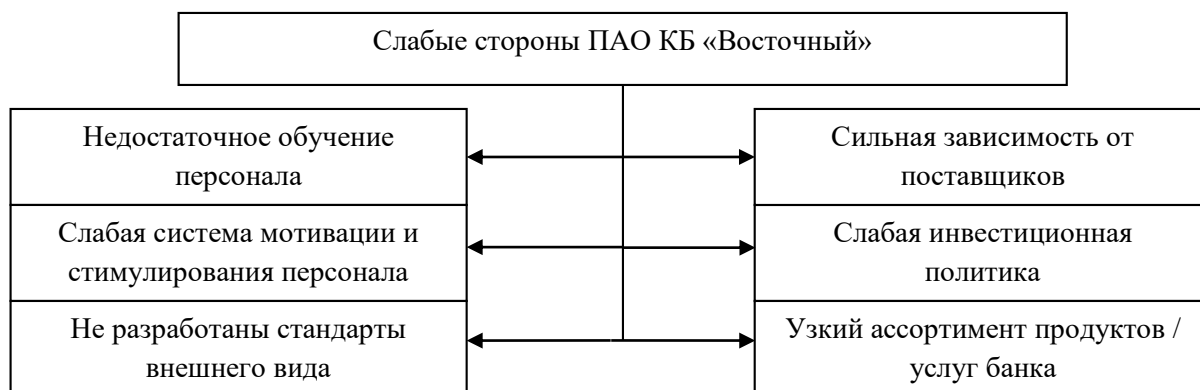 Слабые стороны ПАО КБ «Восточный»
Недостаточное обучение
персонала
Сильная зависимость от
поставщиков
Слабая система мотивации и
стимулирования персонала
Слабая инвестиционная
политика
Не разработаны стандарты
внешнего вида
Узкий ассортимент продуктов /
услуг банка